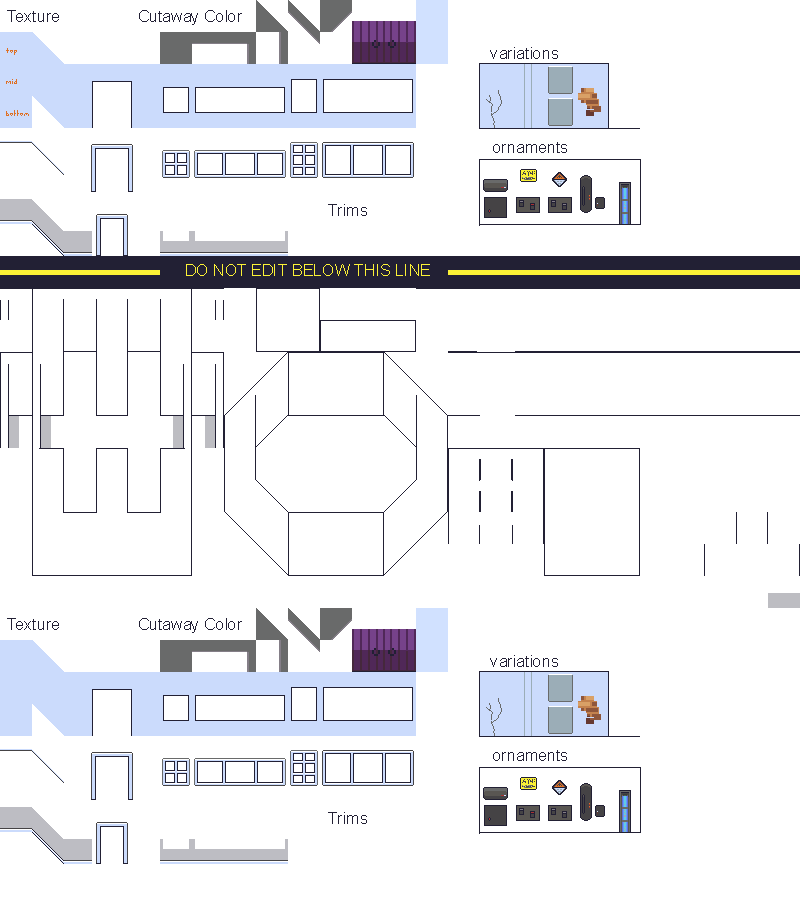 Texture
Cutaway Color
top
mid
bottom
variations
ornaments
Trims
DO NOT EDIT BELOW THIS LINE
Texture
Cutaway Color
variations
ornaments
Trims